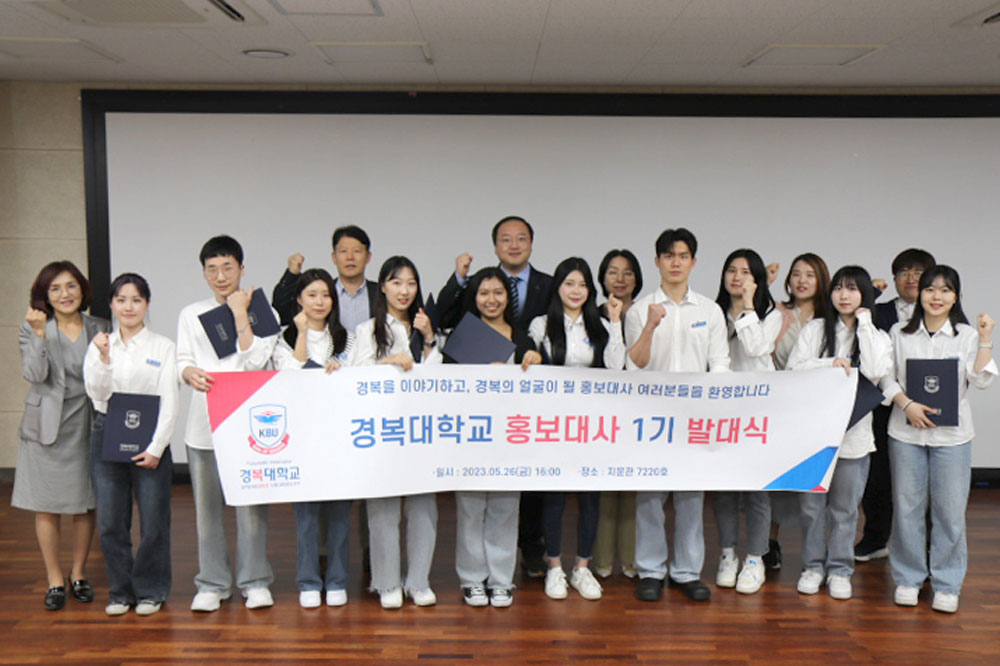 경복을 이야기하고, 경복의 얼굴이 될 홍보대사 여러분들을 환영합니다
경복대학교 홍보대사 1기 발대식
·일시 : 2023.05.26(금) 16:00 ·장소 : 지운관 7220호
KBU
경복대학교